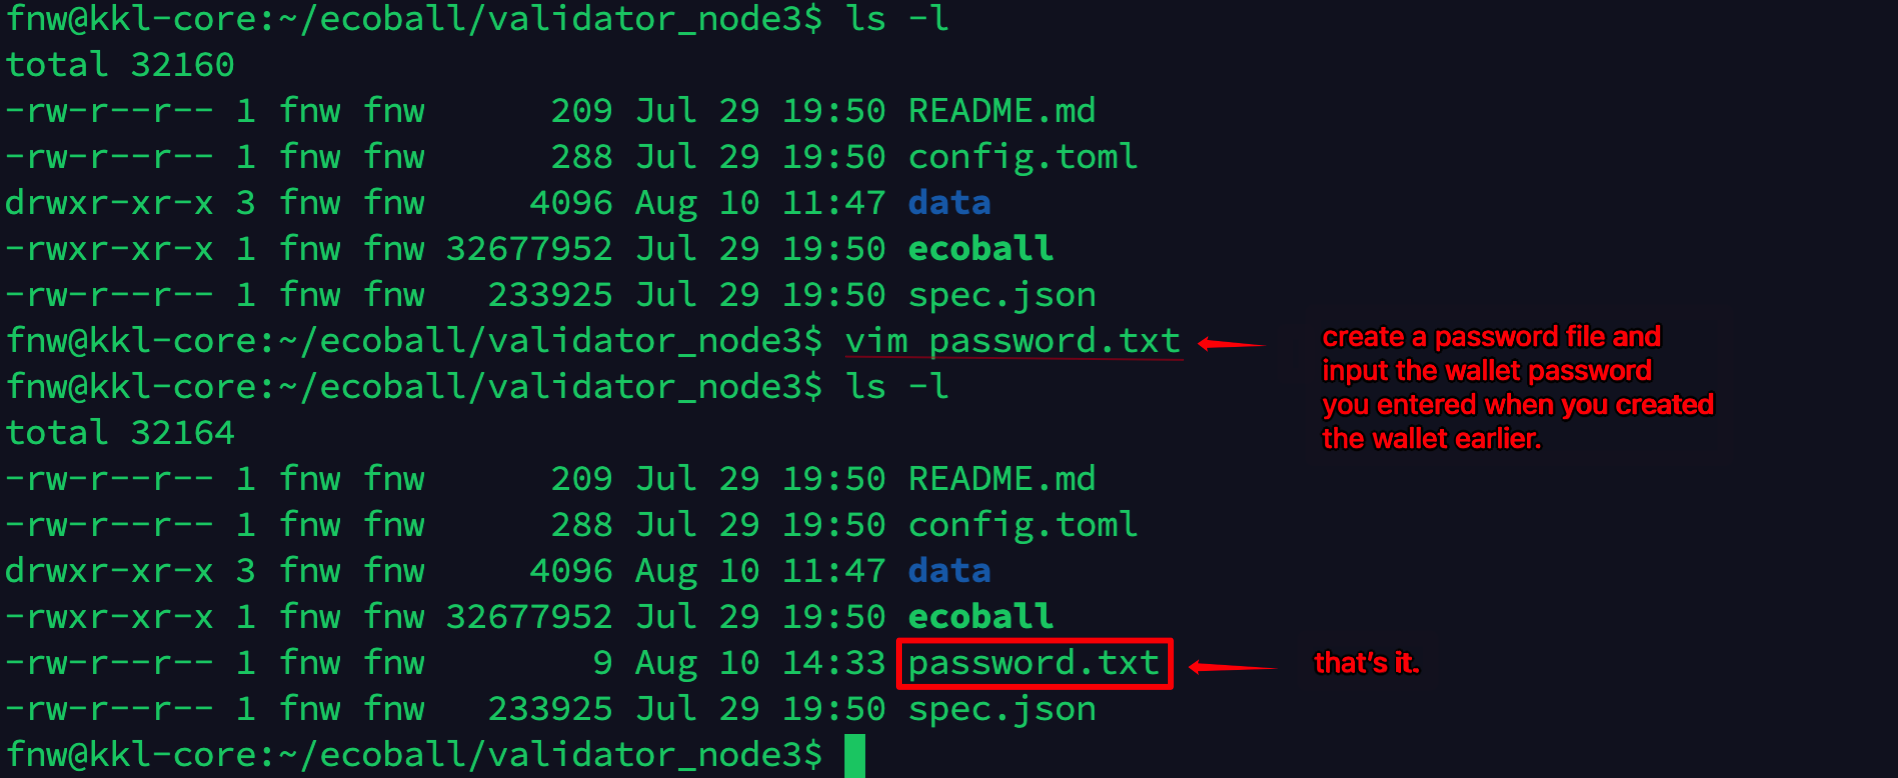 fnw@kkl-core:~/ecoball/validator_node3$ ls -l
total 32160
-rw-r--r-- 1 fnw fnw      209 Jul 29 19:50 README.md
-rw-r--r-- 1 fnw fnw      288 Jul 29 19:50 config.toml
drwxr-xr-x 3 fnw fnw     4096 Aug 10 11:47 data
-rwxr-xr-x 1 fnw fnw 32677952 Jul 29 19:50 ecoball
-rw-r--r-- 1 fnw fnw   233925 Jul 29 19:50 spec.json
fnw@kkl-core:~/ecoball/validator_node3$ vim password.txt
create a password file and
input the wallet password
you entered when you created
the wallet earlier.
fnw@kkl-core:~/ecoball/validator_node3$ ls -l
total 32164
-rw-r--r-- 1 fnw fnw      209 Jul 29 19:50 README.md
-rw-r--r-- 1 fnw fnw      288 Jul 29 19:50 config.toml
drwxr-xr-x 3 fnw fnw     4096 Aug 10 11:47 data
-rwxr-xr-x 1 fnw fnw 32677952 Jul 29 19:50 ecoball
-rw-r--r-- 1 fnw fnw        9 Aug 10 14:33 password.txt
that's it.
-rw-r--r-- 1 fnw fnw   233925 Jul 29 19:50 spec.json
fnw@kkl-core:~/ecoball/validator_node3$